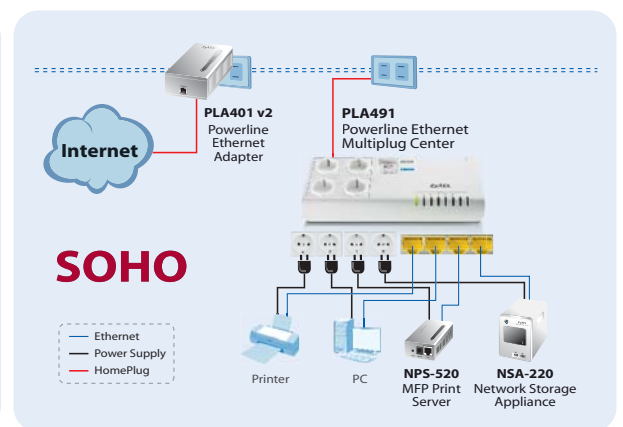 PLA401 v2
Powerline
Ethernet
Adapter
PLA491
Powerline Ethernet
Multiplug Center
Internet
ZyXEL
SOHO
Ethernet
Power Supply
HomePlug
Printer
PC
NPS-520
MFP Print
Server
NSA-220
Network Storage
Appliance